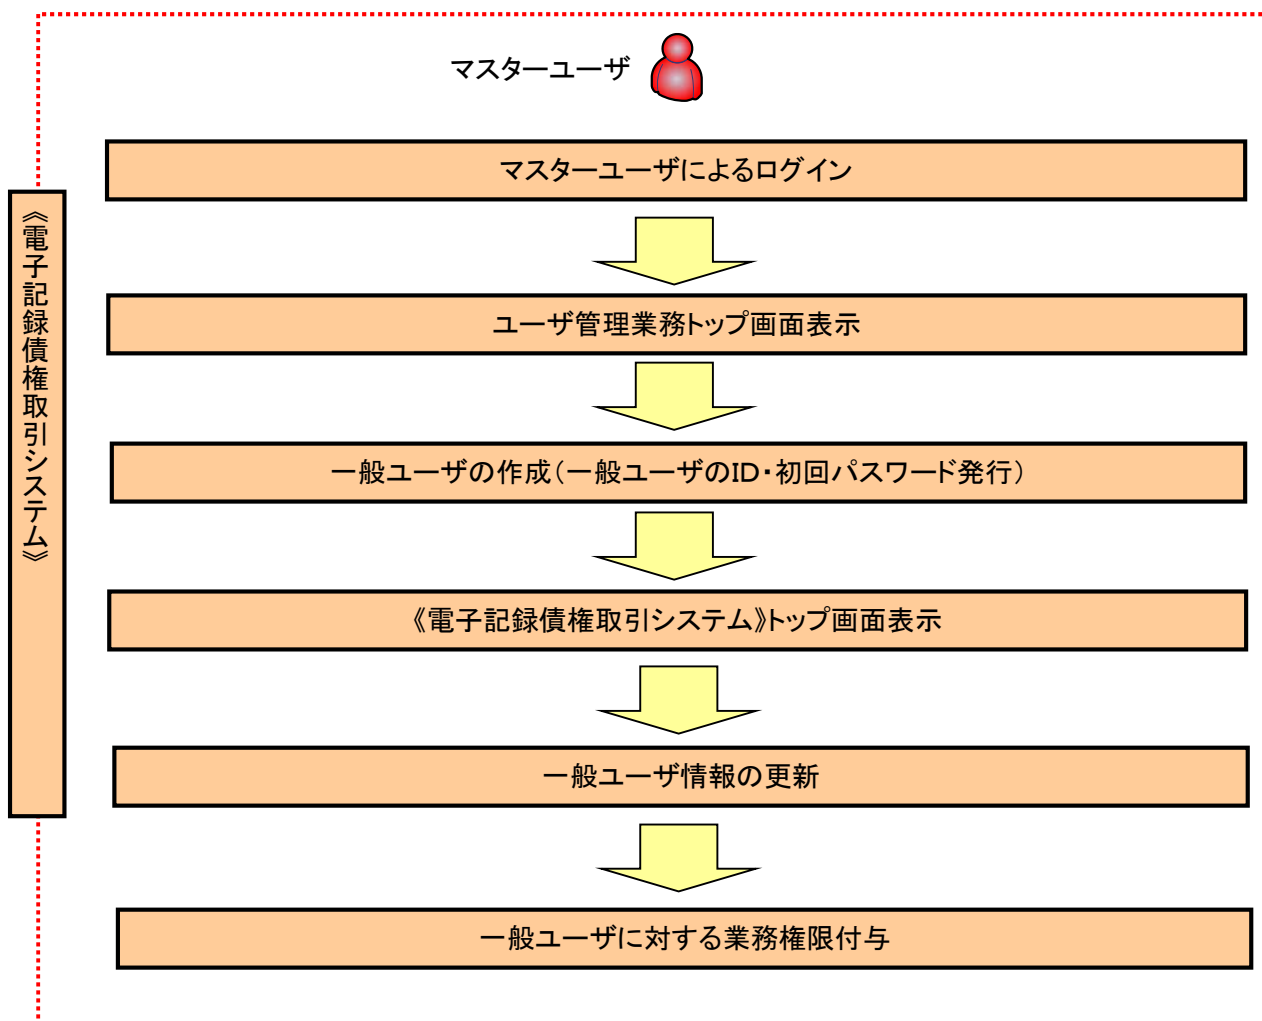 マスターユーザ
マスターユーザによるログイン
《電子記録債権取引システム》
ユーザ管理業務トップ画面表示
一般ユーザの作成（一般ユーザのID・初回パスワード発行）
《電子記録債権取引システム》トップ画面表示
一般ユーザ情報の更新
一般ユーザに対する業務権限付与